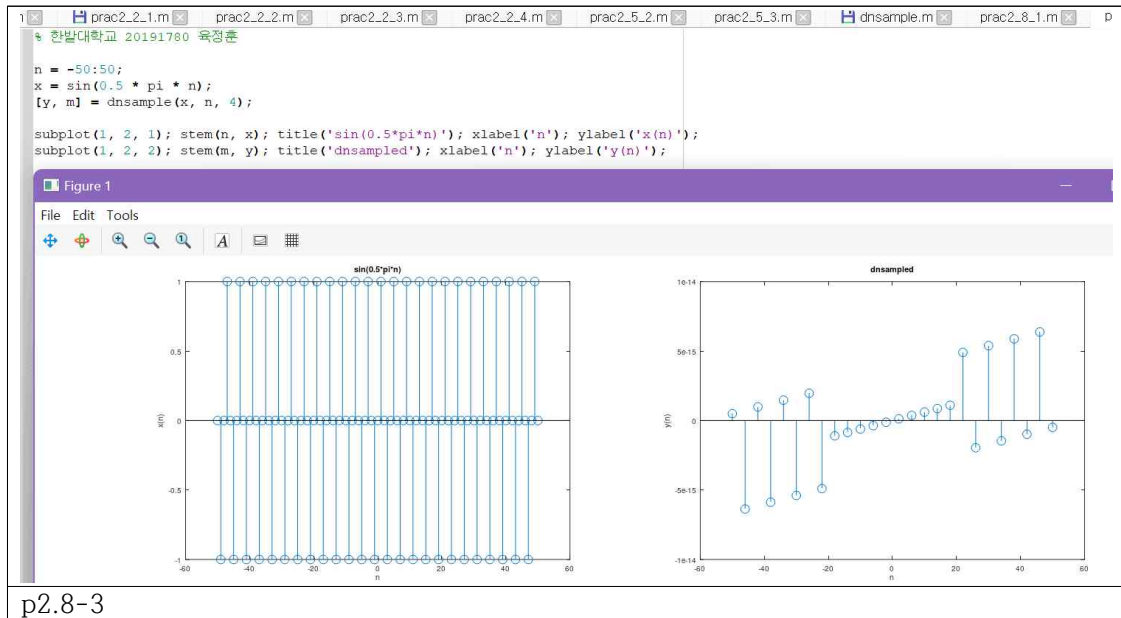 prac2_2_1.m prac2_2_2.m prac2_2_3.m prac2_2_4.m prac2_5_2.m prac2_5_3.m dnsample.m prac2_8_1.m p
% 한발대학교 20191780 육정훈
n = -50:50;
x = sin(0.5 * pi * n);
[y, m] = dnsample(x, n, 4);
subplot(1, 2, 1); stem(n, x); title('sin(0.5*pi*n)'); xlabel('n'); ylabel('x(n)');
subplot(1, 2, 2); stem(m, y); title('dnsampled'); xlabel('n'); ylabel('y(n)');
Figure 1
File Edit Tools
A
sin(0.5*pi*n)
1
0.5
0
-0.5
-1
x(n)
-60 -40 -20 0 20 40 60
n
dnsampled
1e-14
5e-15
0
-5e-15
-1e-14
y(n)
-60 -40 -20 0 20 40 60
n
p2.8-3